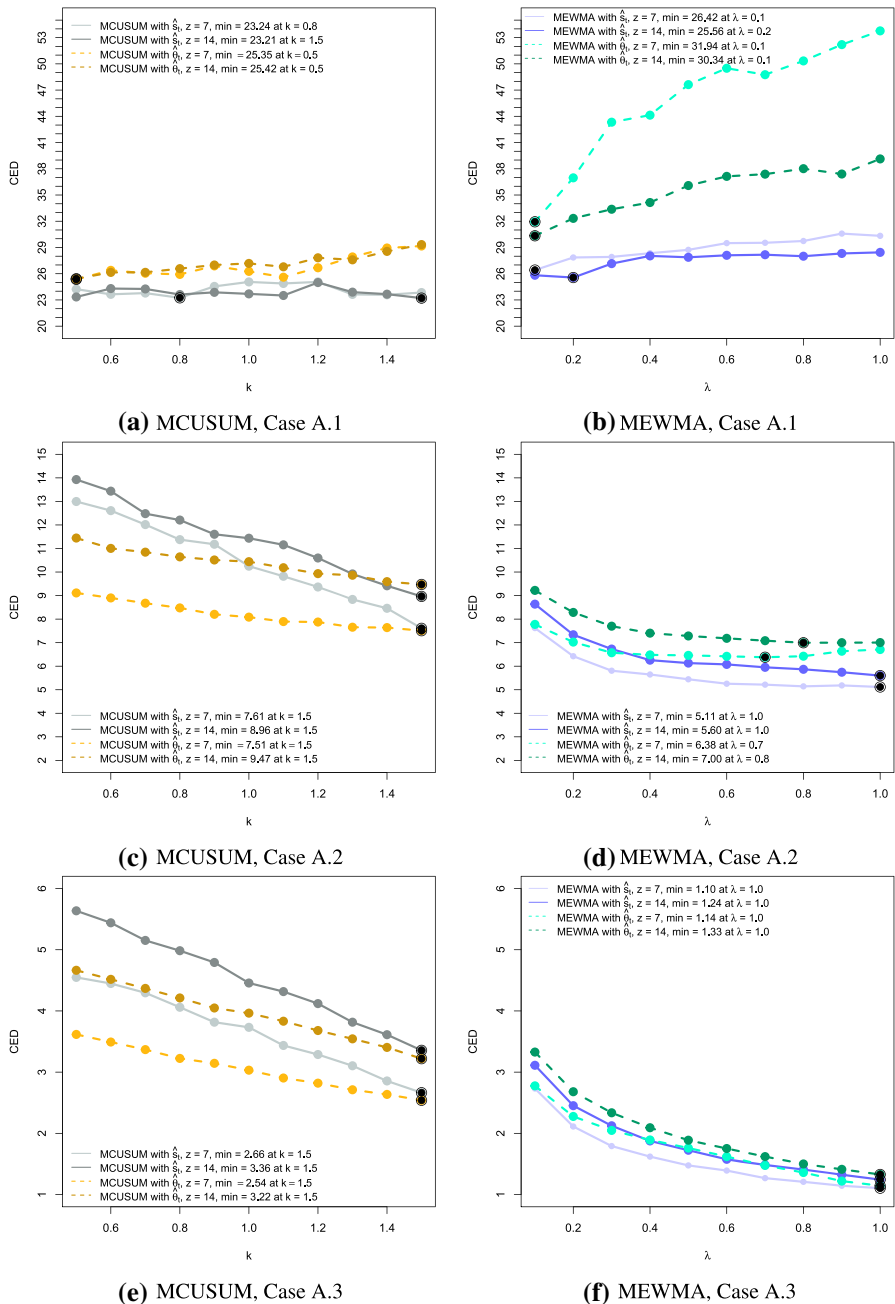 MCUSUM with ŝt, z = 7, min = 23.24 at k = 0.8
MCUSUM with ŝt, z = 14, min = 23.21 at k = 1.5
MCUSUM with θ̂t, z = 7, min = 25.35 at k = 0.5
MCUSUM with θ̂t, z = 14, min = 25.42 at k = 0.5
CED
53
50
47
44
41
38
35
32
29
26
23
20
0.6 0.8 1.0 1.2 1.4
k
(a) MCUSUM, Case A.1
MEWMA with ŝt, z = 7, min = 26.42 at λ = 0.1
MEWMA with ŝt, z = 14, min = 25.56 at λ = 0.2
MEWMA with θ̂t, z = 7, min = 31.94 at λ = 0.1
MEWMA with θ̂t, z = 14, min = 30.34 at λ = 0.1
CED
53
50
47
44
41
38
35
32
29
26
23
20
0.2 0.4 0.6 0.8 1.0
λ
(b) MEWMA, Case A.1
CED
15
14
13
12
11
10
9
8
7
6
5
4
3
2
MCUSUM with ŝt, z = 7, min = 7.61 at k = 1.5
MCUSUM with ŝt, z = 14, min = 8.96 at k = 1.5
MCUSUM with θ̂t, z = 7, min = 7.51 at k = 1.5
MCUSUM with θ̂t, z = 14, min = 9.47 at k = 1.5
0.6 0.8 1.0 1.2 1.4
k
(c) MCUSUM, Case A.2
CED
15
14
13
12
11
10
9
8
7
6
5
4
3
2
MEWMA with ŝt, z = 7, min = 5.11 at λ = 1.0
MEWMA with ŝt, z = 14, min = 5.60 at λ = 1.0
MEWMA with θ̂t, z = 7, min = 6.38 at λ = 0.7
MEWMA with θ̂t, z = 14, min = 7.00 at λ = 0.8
0.2 0.4 0.6 0.8 1.0
λ
(d) MEWMA, Case A.2
CED
6
5
4
3
2
1
MCUSUM with ŝt, z = 7, min = 2.66 at k = 1.5
MCUSUM with ŝt, z = 14, min = 3.36 at k = 1.5
MCUSUM with θ̂t, z = 7, min = 2.54 at k = 1.5
MCUSUM with θ̂t, z = 14, min = 3.22 at k = 1.5
0.6 0.8 1.0 1.2 1.4
k
(e) MCUSUM, Case A.3
MEWMA with ŝt, z = 7, min = 1.10 at λ = 1.0
MEWMA with ŝt, z = 14, min = 1.24 at λ = 1.0
MEWMA with θ̂t, z = 7, min = 1.14 at λ = 1.0
MEWMA with θ̂t, z = 14, min = 1.33 at λ = 1.0
CED
6
5
4
3
2
1
0.2 0.4 0.6 0.8 1.0
λ
(f) MEWMA, Case A.3